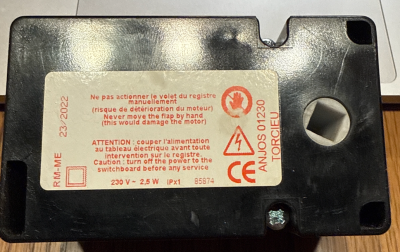 Ne pas actionner le volet du registre
manuellement
(risque de détérioration du moteur)
Never move the flap by hand
(this would damage the motor)
ATTENTION : couper l'alimentation
au tableau électrique avant toute
intervention sur le registre.
Caution : turn off the power to the
switchboard before any service
230 V ~ 2,5 W IPx1 85874
RM-ME 23/2022
CE
ANJOS 01230
TORCIEU